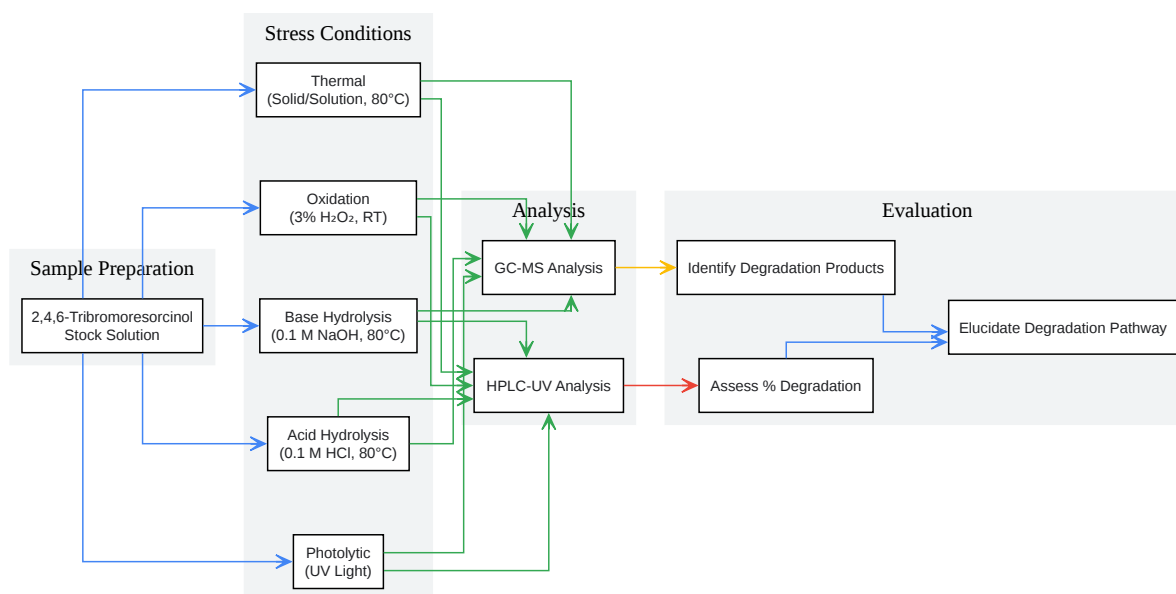 Stress Conditions
Thermal
(Solid/Solution, 80°C)
Oxidation
(3% H₂O₂, RT)
Analysis
Evaluation
Sample Preparation
GC-MS Analysis
Identify Degradation Products
2,4,6-Tribromoresorcinol
Stock Solution
Base Hydrolysis
(0.1 M NaOH, 80°C)
Elucidate Degradation Pathway
HPLC-UV Analysis
Assess % Degradation
Acid Hydrolysis
(0.1 M HCl, 80°C)
Photolytic
(UV Light)